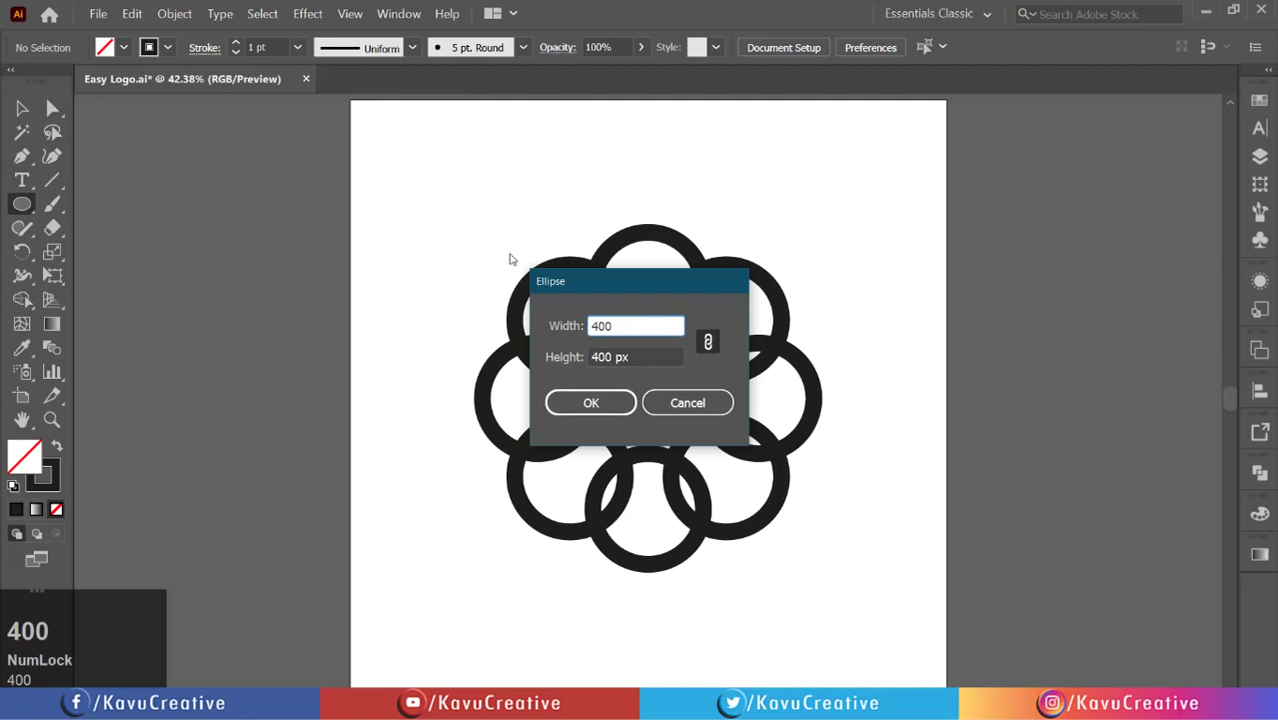 Ai File Edit Object Type Select Effect View Window Help Essentials Classic Search Adobe Stock
No Selection Stroke: 1 pt Uniform 5 pt. Round Opacity: 100% Style: Document Setup Preferences
Easy Logo.ai* @ 42.38% (RGB/Preview)
Ellipse
Width: 400
Height: 400 px
OK Cancel
400
NumLock
400
/KavuCreative /KavuCreative /KavuCreative /KavuCreative